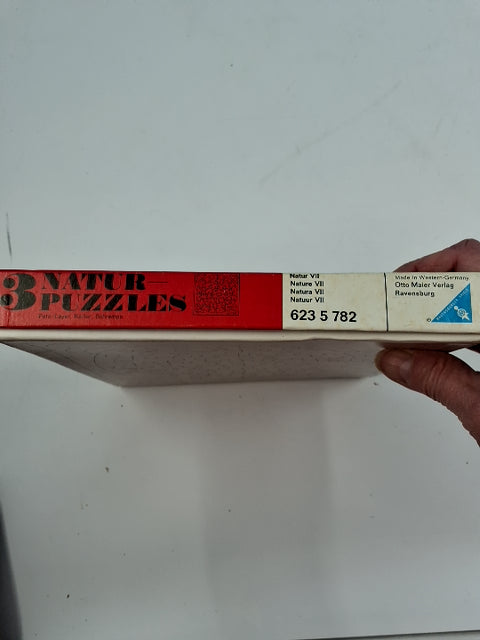 3 NATUR-
PUZZLES
Natur VII
Nature VII
Natura VII
Natuur VII
623 5 782
Made in Western-Germany
Otto Maier Verlag
Ravensburg